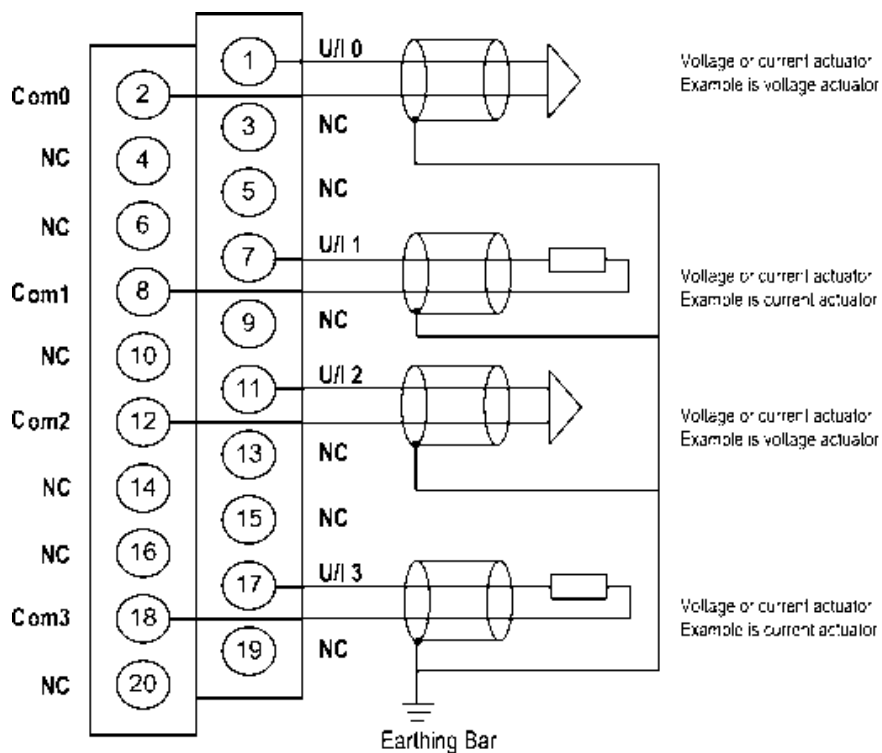 1 U/I 0
Voltage or current actuator
Example is voltage actuator
Com0 2
3 NC
NC 4
5 NC
NC 6
7 U/I 1
Voltage or current actuator
Example is current actuator
Com1 8
9 NC
NC 10
11 U/I 2
Voltage or current actuator
Example is voltage actuator
Com2 12
13 NC
NC 14
15 NC
NC 16
17 U/I 3
Voltage or current actuator
Example is current actuator
Com3 18
19 NC
NC 20
Earthing Bar